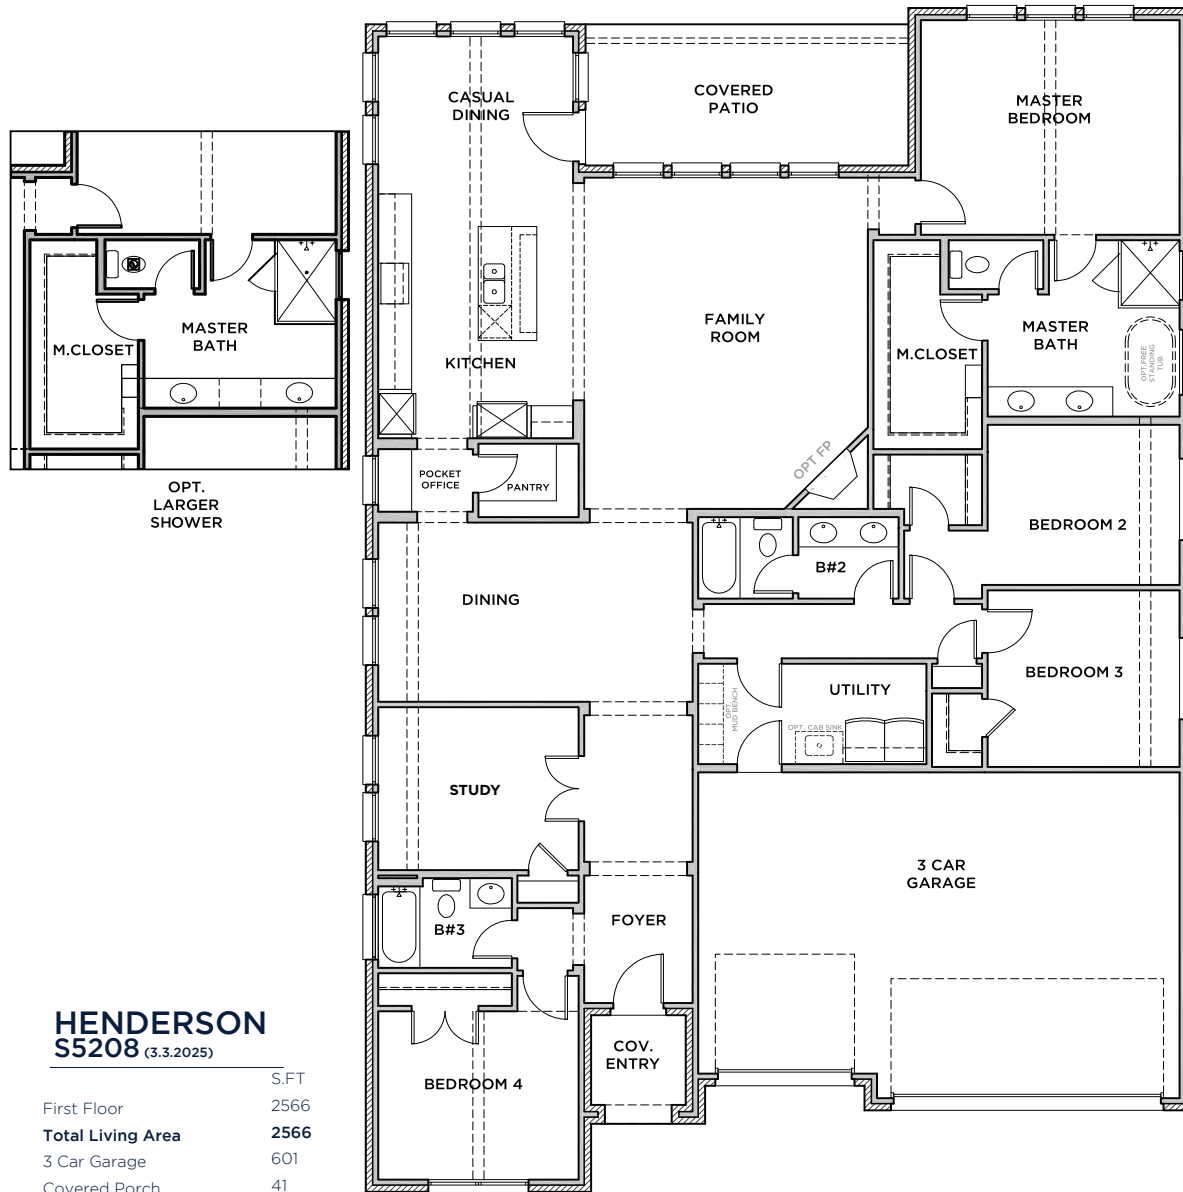 CASUAL
DINING
COVERED
PATIO
MASTER
BEDROOM
MASTER
BATH
M.CLOSET
OPT.
LARGER
SHOWER
KITCHEN
FAMILY
ROOM
M.CLOSET
MASTER
BATH
OPT.FREE
STANDING
TUB
POCKET
OFFICE
PANTRY
OPT FP
BEDROOM 2
DINING
B#2
BEDROOM 3
UTILITY
OPT.
MUD BENCH
OPT. CAB SINK
STUDY
3 CAR
GARAGE
B#3
FOYER
COV.
ENTRY
BEDROOM 4
HENDERSON
S5208 (3.3.2025)
S.FT
First Floor 2566
Total Living Area 2566
3 Car Garage 601
Covered Porch 41